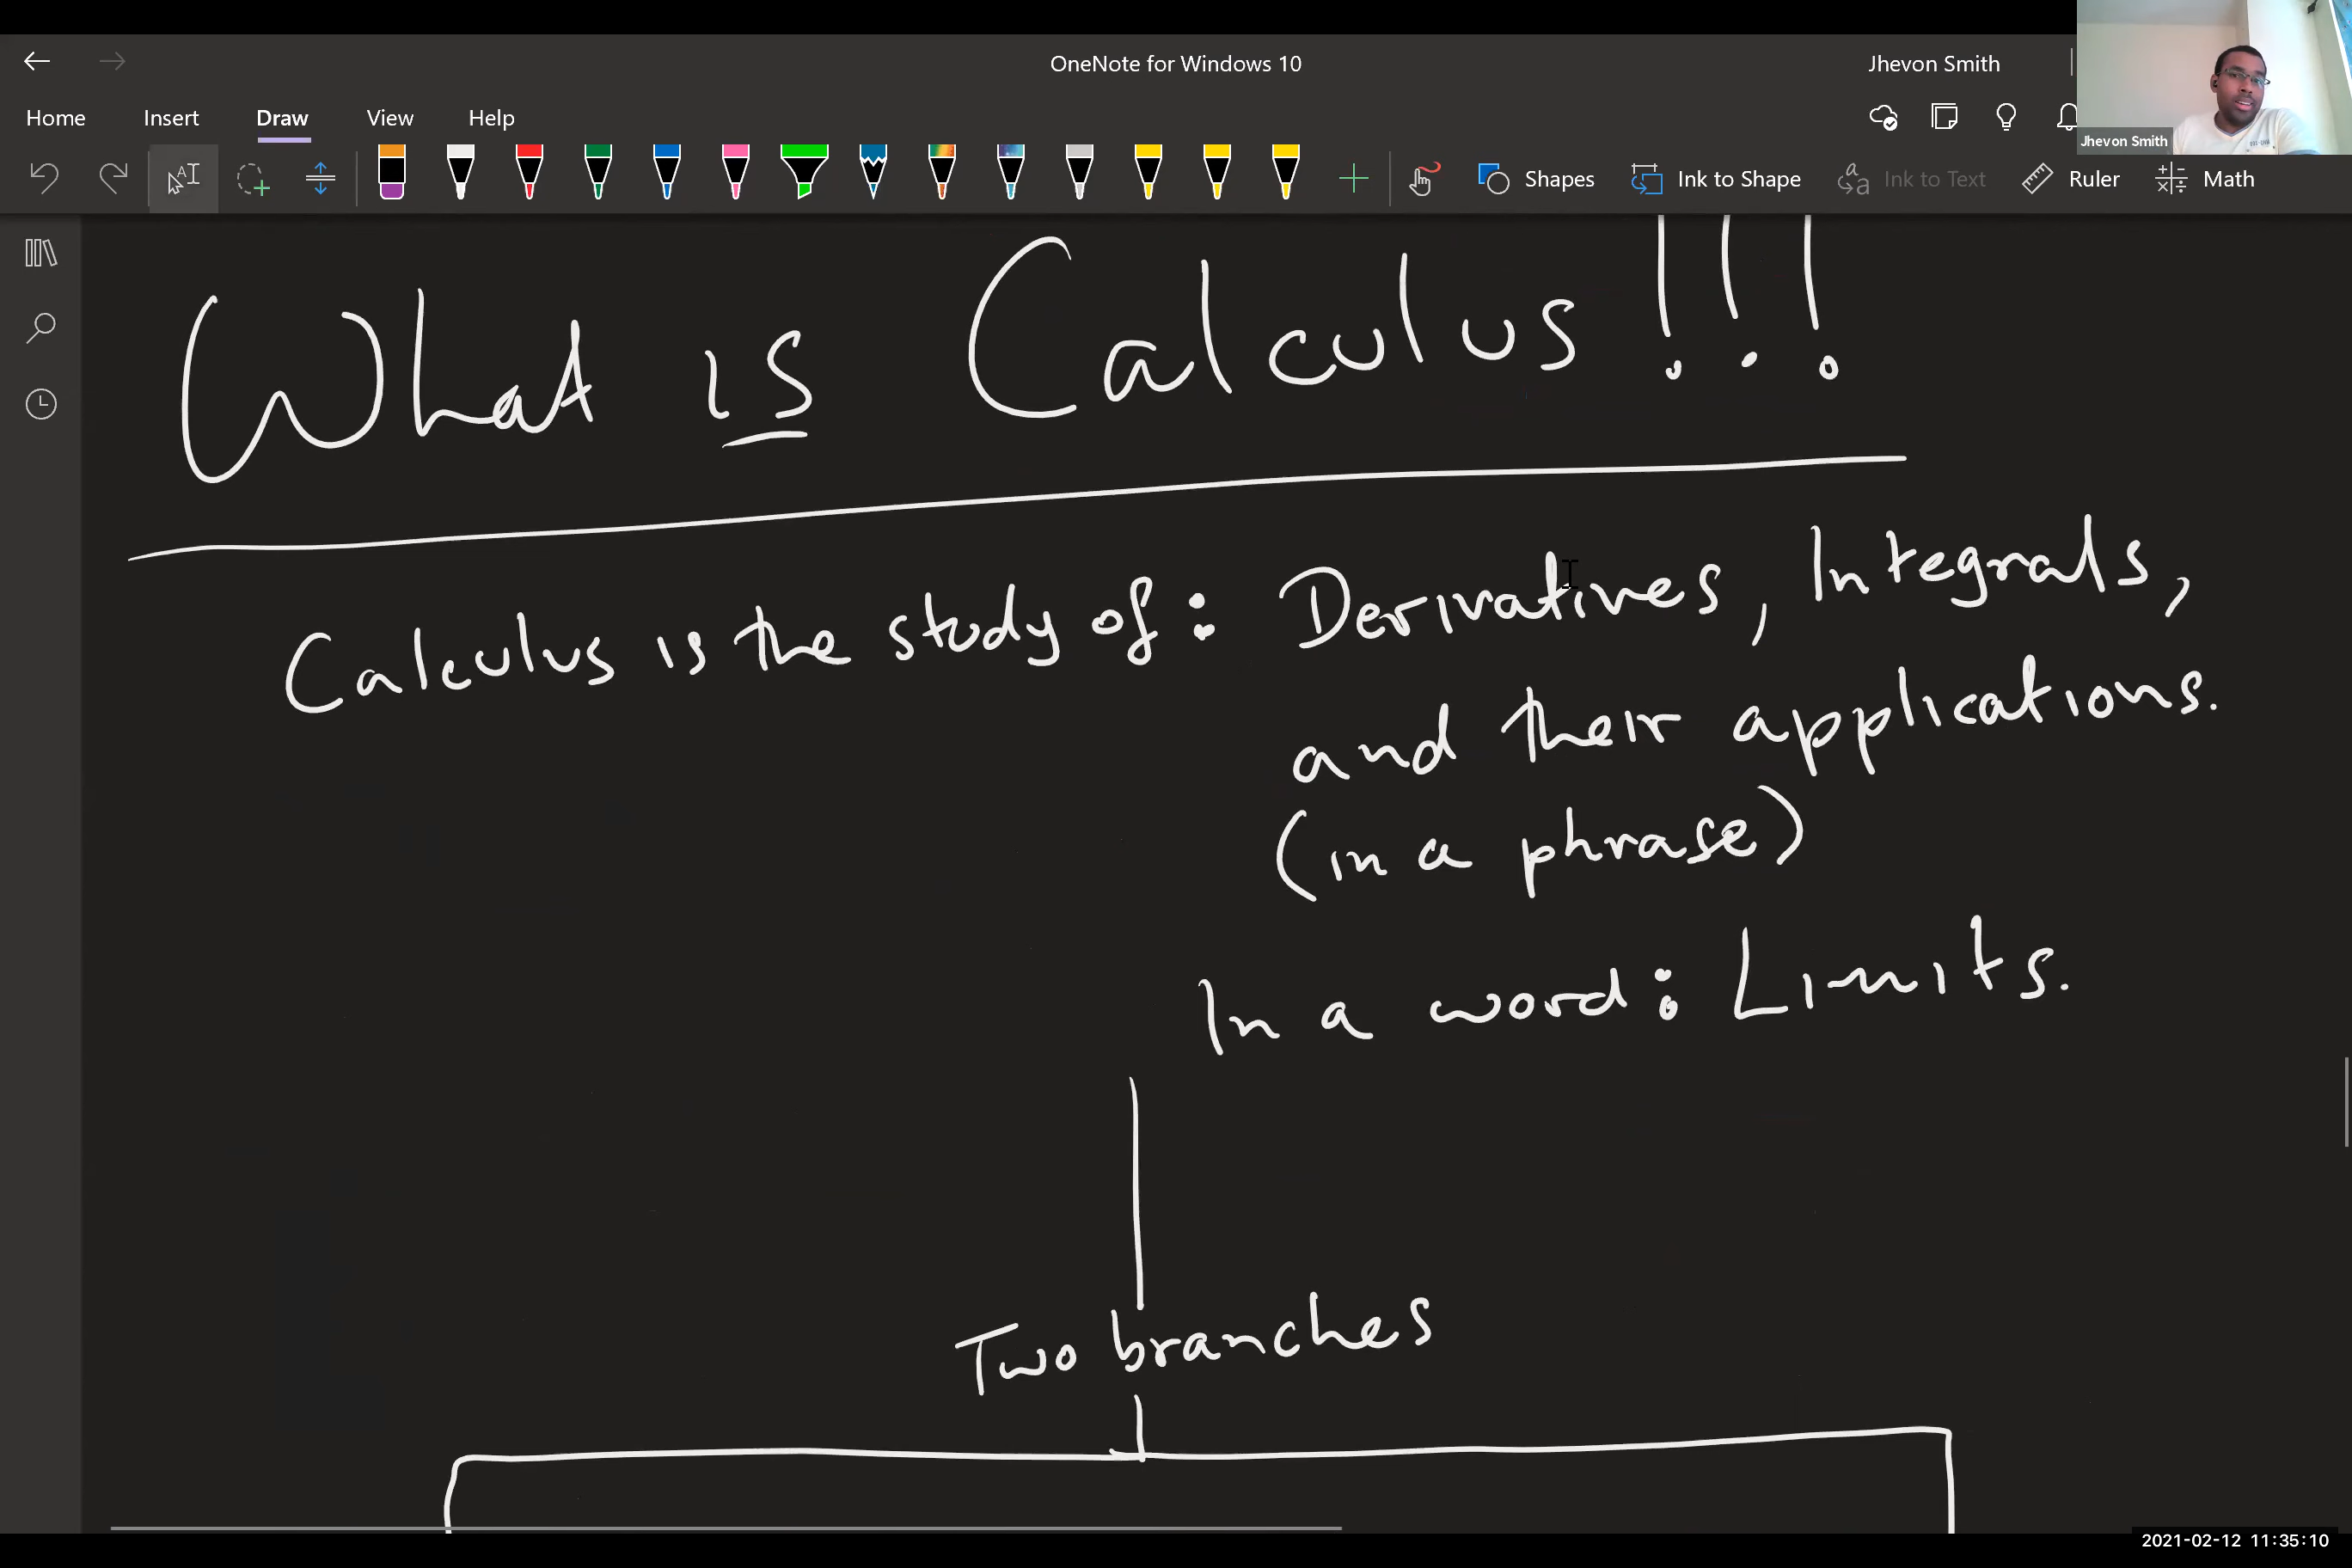 OneNote for Windows 10
Jhevon Smith
Home Insert Draw View Help
Jhevon Smith
Shapes Ink to Shape Ink to Text Ruler Math
What is Calculus !!!
Calculus is the study of: Derivatives, Integrals,
and their applications.
(in a phrase)
In a word: Limits.
Two branches
2021-02-12 11:35:10